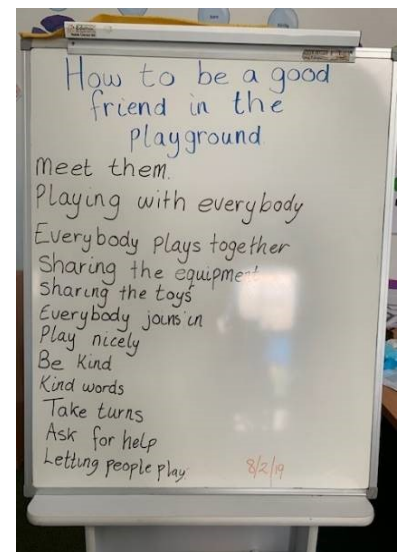 How to be a good
friend in the
playground
meet them.
Playing with everybody
Everybody plays together
Sharing the equipment
sharing the toys
Everybody joins in
Play nicely
Be Kind
Kind words
Take turns
Ask for help
Letting people play.
8/2/19